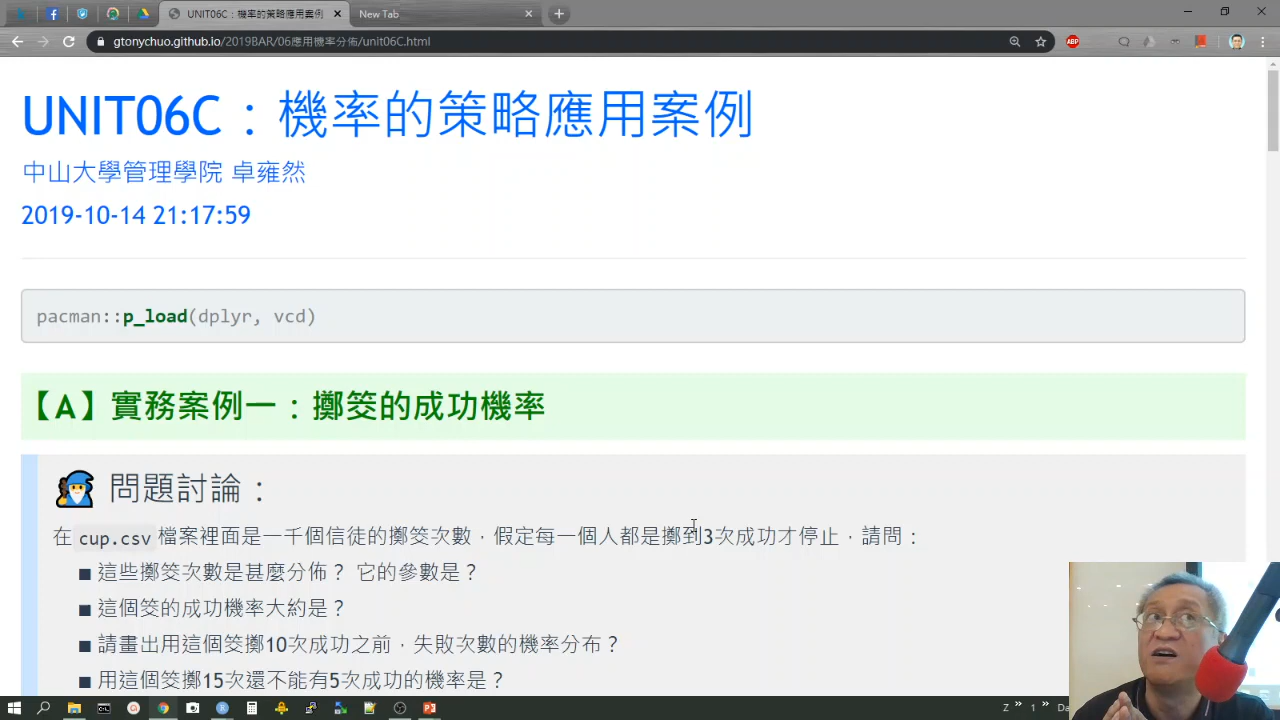 UNIT06C：機率的策略應用案例
New Tab
gtonychuo.github.io/2019BAR/06應用機率分佈/unit06C.html
ABP
UNIT06C：機率的策略應用案例
中山大學管理學院 卓雍然
2019-10-14 21:17:59
pacman::p_load(dplyr, vcd)
【A】實務案例一：擲筊的成功機率
問題討論：
在 cup.csv 檔案裡面是一千個信徒的擲筊次數，假定每一個人都是擲到3次成功才停止，請問：
這些擲筊次數是甚麼分佈？ 它的參數是？
這個筊的成功機率大約是？
請畫出用這個筊擲10次成功之前，失敗次數的機率分布？
用這個筊擲15次還不能有5次成功的機率是？
Z » 1 »